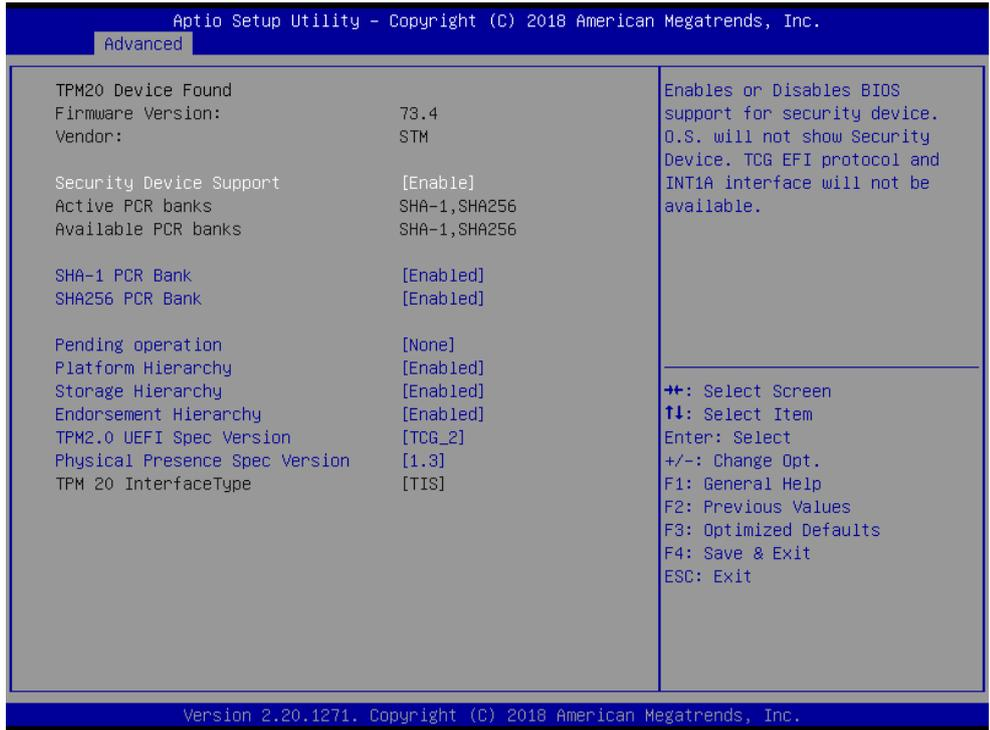 Aptio Setup Utility – Copyright (C) 2018 American Megatrends, Inc.
Advanced
TPM20 Device Found
Firmware Version: 73.4
Vendor: STM
Security Device Support [Enable]
Active PCR banks SHA-1,SHA256
Available PCR banks SHA-1,SHA256
SHA-1 PCR Bank [Enabled]
SHA256 PCR Bank [Enabled]
Pending operation [None]
Platform Hierarchy [Enabled]
Storage Hierarchy [Enabled]
Endorsement Hierarchy [Enabled]
TPM2.0 UEFI Spec Version [TCG_2]
Physical Presence Spec Version [1.3]
TPM 20 InterfaceType [TIS]
Enables or Disables BIOS
support for security device.
O.S. will not show Security
Device. TCG EFI protocol and
INT1A interface will not be
available.
→←: Select Screen
↑↓: Select Item
Enter: Select
+/-: Change Opt.
F1: General Help
F2: Previous Values
F3: Optimized Defaults
F4: Save & Exit
ESC: Exit
Version 2.20.1271. Copyright (C) 2018 American Megatrends, Inc.